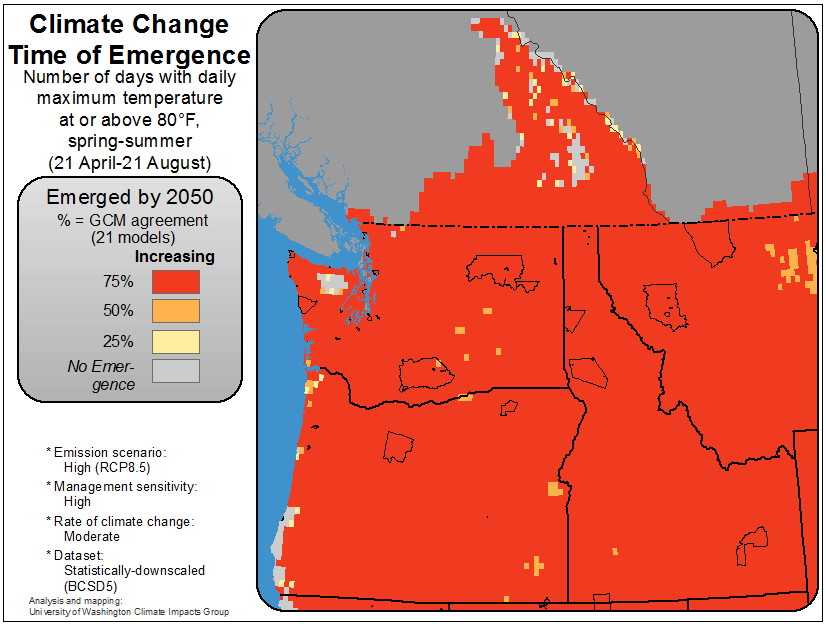 Climate Change
Time of Emergence
Number of days with daily
maximum temperature
at or above 80°F,
spring-summer
(21 April-21 August)
Emerged by 2050
% = GCM agreement
(21 models)
Increasing
75%
50%
25%
No Emer-
gence
* Emission scenario:
High (RCP8.5)
* Management sensitivity:
High
* Rate of climate change:
Moderate
* Dataset:
Statistically-downscaled
(BCSD5)
Analysis and mapping:
University of Washington Climate Impacts Group